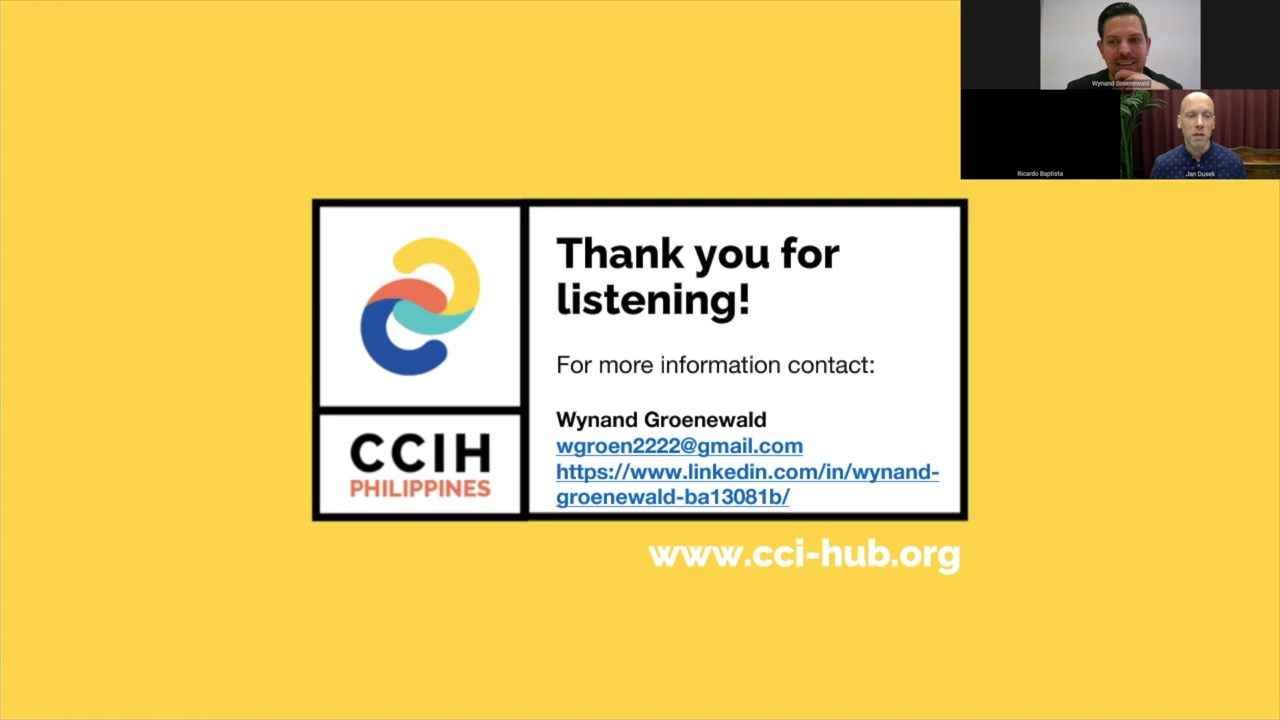 Wynand Groenewald
Ricardo Baptista
Jan Dusek
Thank you for
listening!
For more information contact:
Wynand Groenewald
wgroen2222@gmail.com
https://www.linkedin.com/in/wynand-
groenewald-ba13081b/
CCIH
PHILIPPINES
www.cci-hub.org